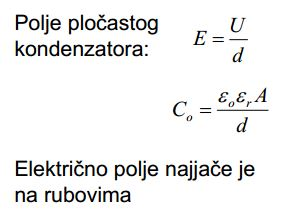 Polje pločastog
kondenzatora:
E = U/d
C_o = ε_o ε_r A / d
Električno polje najjače je
na rubovima